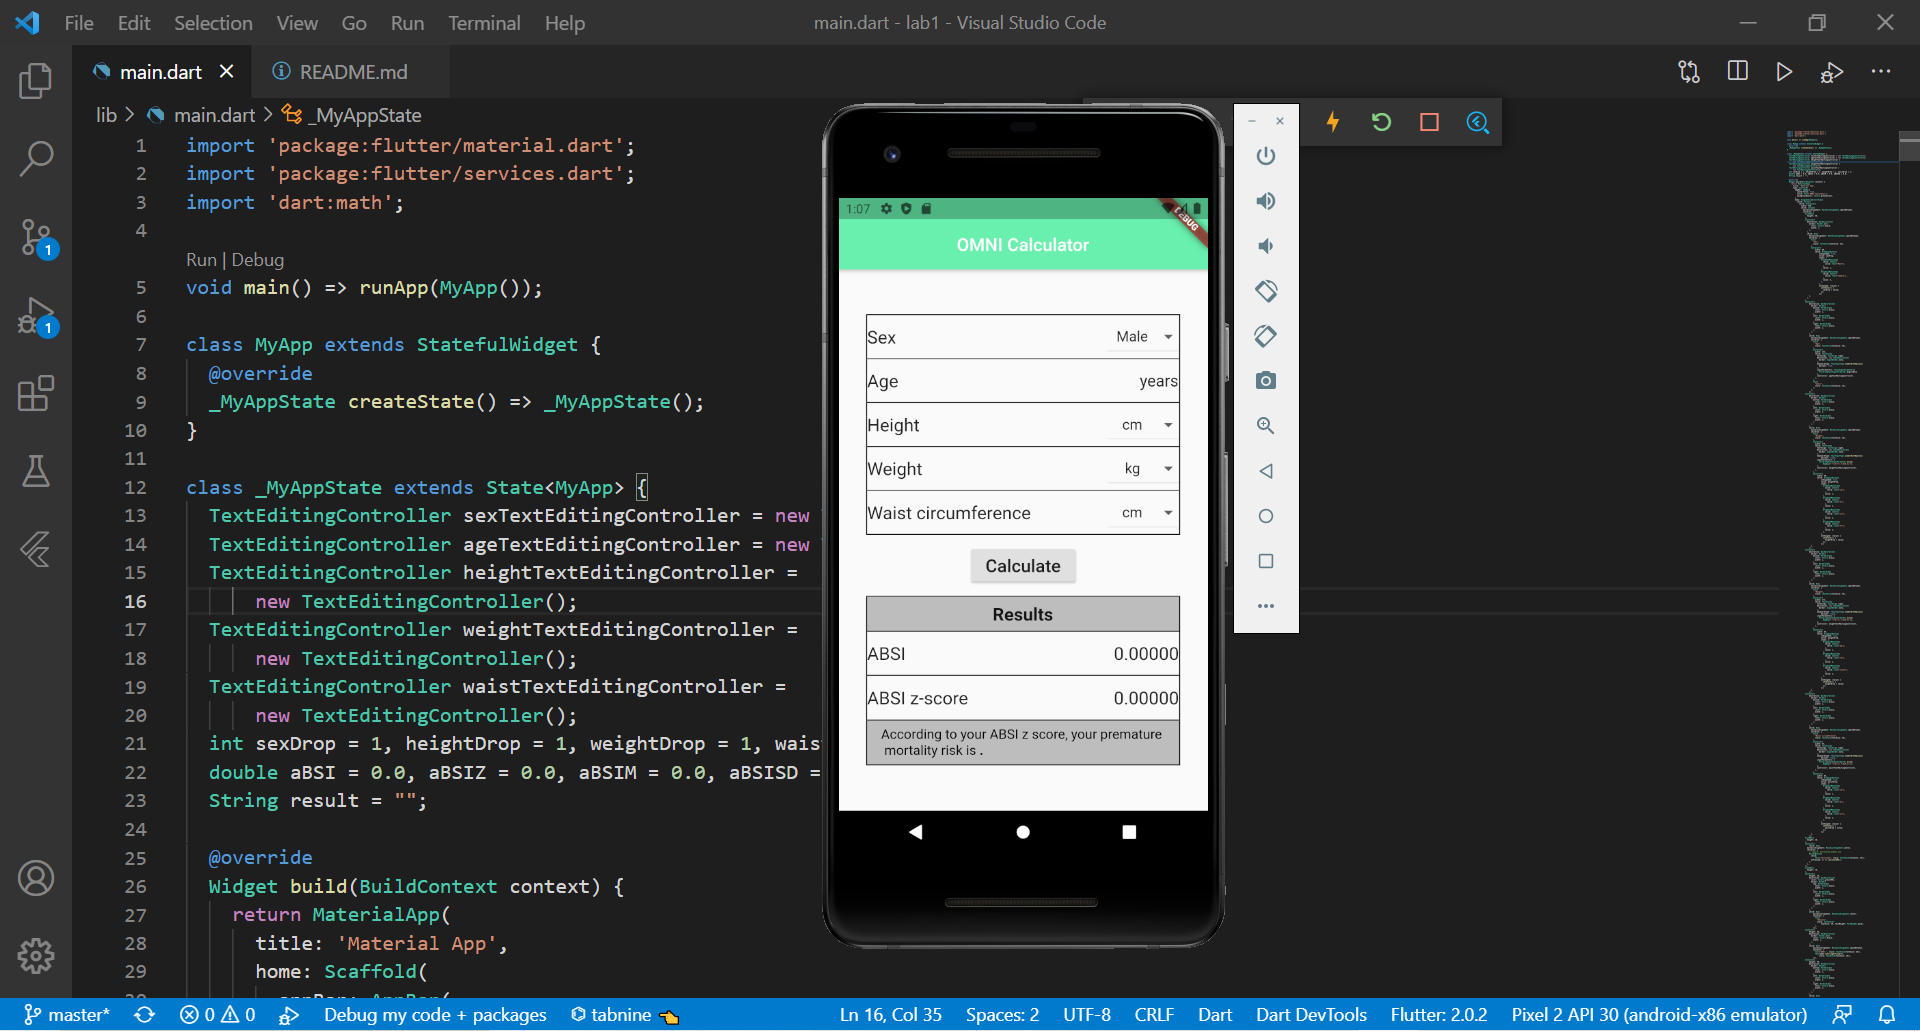 File Edit Selection View Go Run Terminal Help
main.dart - lab1 - Visual Studio Code
main.dart README.md
lib > main.dart > _MyAppState
1 import 'package:flutter/material.dart';
2 import 'package:flutter/services.dart';
3 import 'dart:math';
4
Run | Debug
5 void main() => runApp(MyApp());
6
7 class MyApp extends StatefulWidget {
8 @override
9 _MyAppState createState() => _MyAppState();
10 }
11
12 class _MyAppState extends State<MyApp> {
13 TextEditingController sexTextEditingController = new
14 TextEditingController ageTextEditingController = new
15 TextEditingController heightTextEditingController =
16 new TextEditingController();
17 TextEditingController weightTextEditingController =
18 new TextEditingController();
19 TextEditingController waistTextEditingController =
20 new TextEditingController();
21 int sexDrop = 1, heightDrop = 1, weightDrop = 1, wais
22 double aBSI = 0.0, aBSIZ = 0.0, aBSIM = 0.0, aBSISD =
23 String result = "";
24
25 @override
26 Widget build(BuildContext context) {
27 return MaterialApp(
28 title: 'Material App',
29 home: Scaffold(
1:07
DEBUG
OMNI Calculator
Sex Male
Age years
Height cm
Weight kg
Waist circumference cm
Calculate
Results
ABSI 0.00000
ABSI z-score 0.00000
According to your ABSI z score, your premature
mortality risk is .
1
1
master* 0 0 Debug my code + packages tabnine Ln 16, Col 35 Spaces: 2 UTF-8 CRLF Dart Dart DevTools Flutter: 2.0.2 Pixel 2 API 30 (android-x86 emulator)